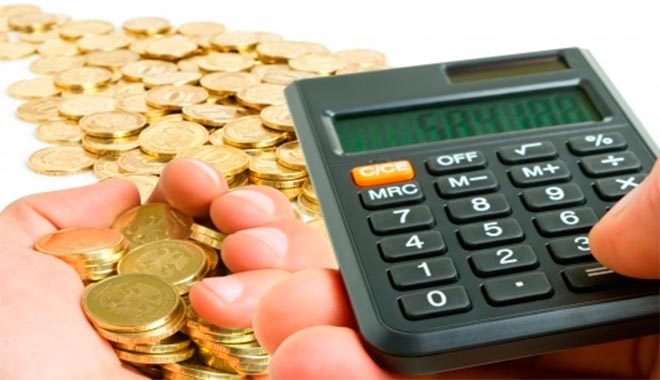 C/CE OFF √ %
MRC M− M+ ÷
7 8 9 ×
4 5 6
1 2 3
0 . =